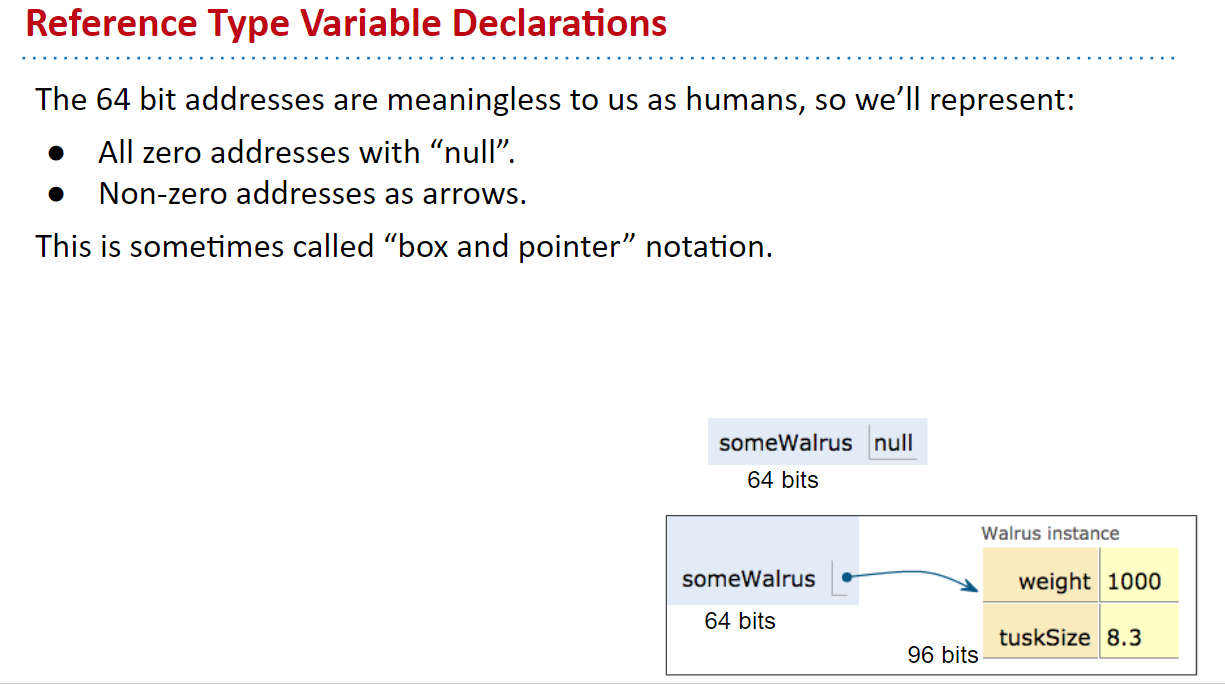 Reference Type Variable Declarations
The 64 bit addresses are meaningless to us as humans, so we’ll represent:
● All zero addresses with “null”.
● Non-zero addresses as arrows.
This is sometimes called “box and pointer” notation.
someWalrus null
64 bits
Walrus instance
someWalrus
weight 1000
64 bits
tuskSize 8.3
96 bits